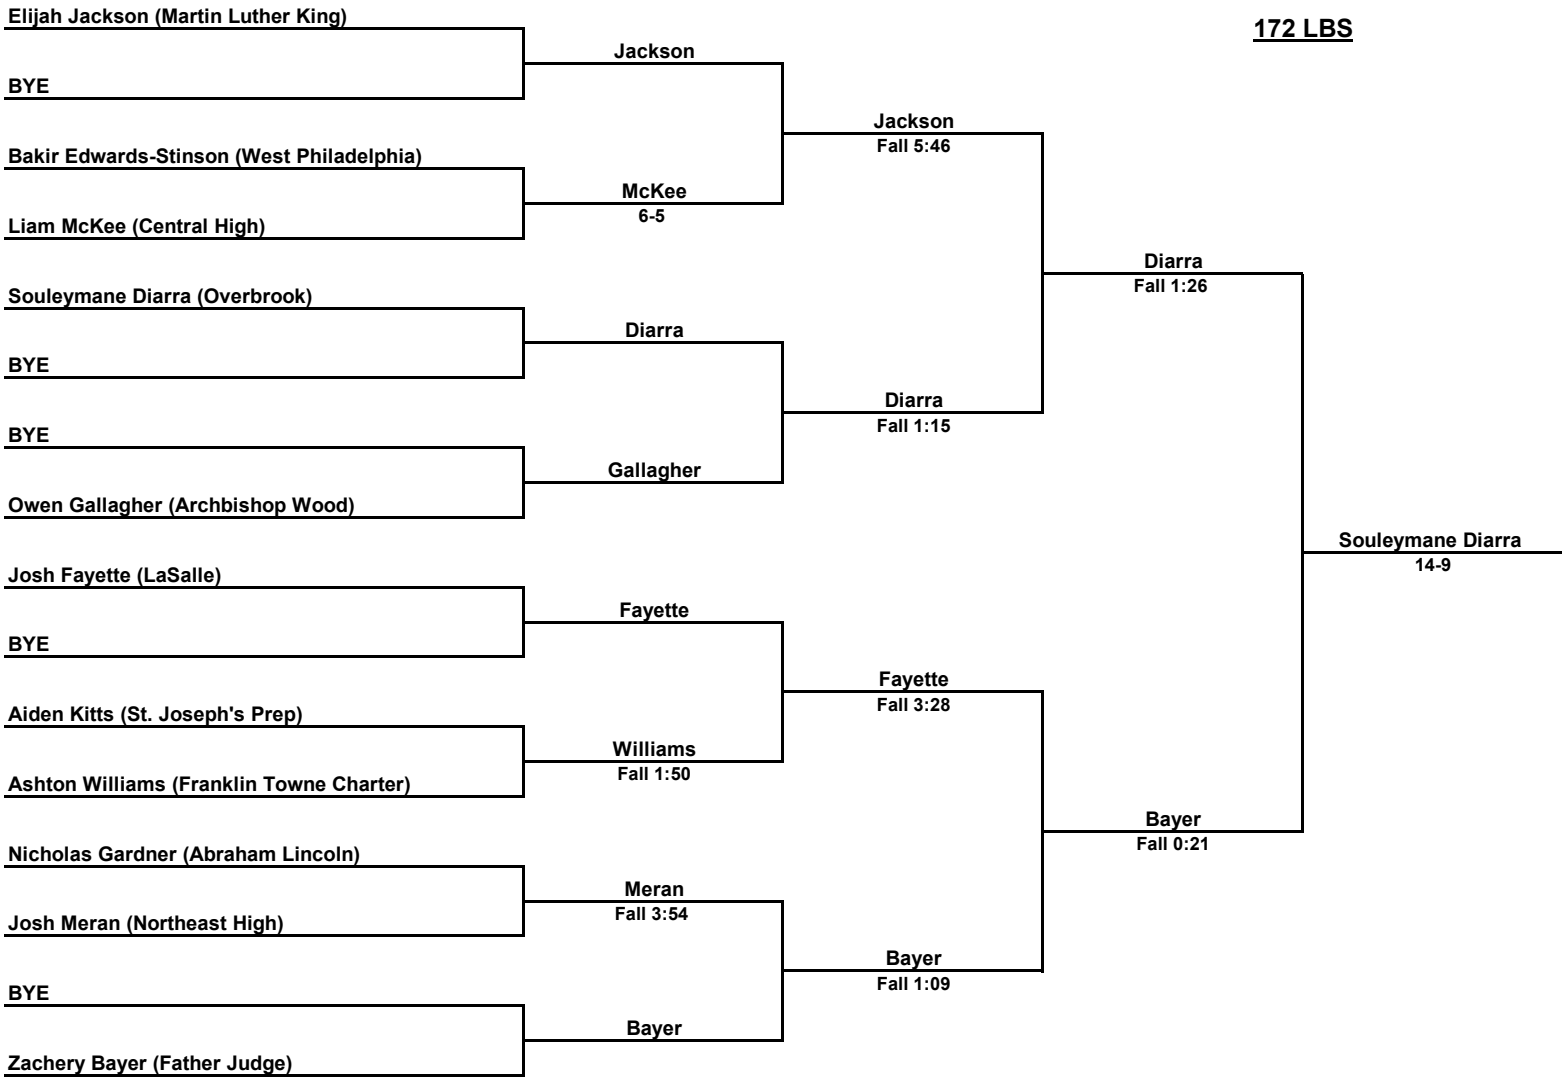 Elijah Jackson (Martin Luther King)
172 LBS
Jackson
BYE
Jackson
Fall 5:46
Bakir Edwards-Stinson (West Philadelphia)
McKee
6-5
Liam McKee (Central High)
Diarra
Fall 1:26
Souleymane Diarra (Overbrook)
Diarra
BYE
Diarra
Fall 1:15
BYE
Gallagher
Owen Gallagher (Archbishop Wood)
Souleymane Diarra
14-9
Josh Fayette (LaSalle)
Fayette
BYE
Fayette
Fall 3:28
Aiden Kitts (St. Joseph's Prep)
Williams
Fall 1:50
Ashton Williams (Franklin Towne Charter)
Bayer
Fall 0:21
Nicholas Gardner (Abraham Lincoln)
Meran
Fall 3:54
Josh Meran (Northeast High)
Bayer
Fall 1:09
BYE
Bayer
Zachery Bayer (Father Judge)